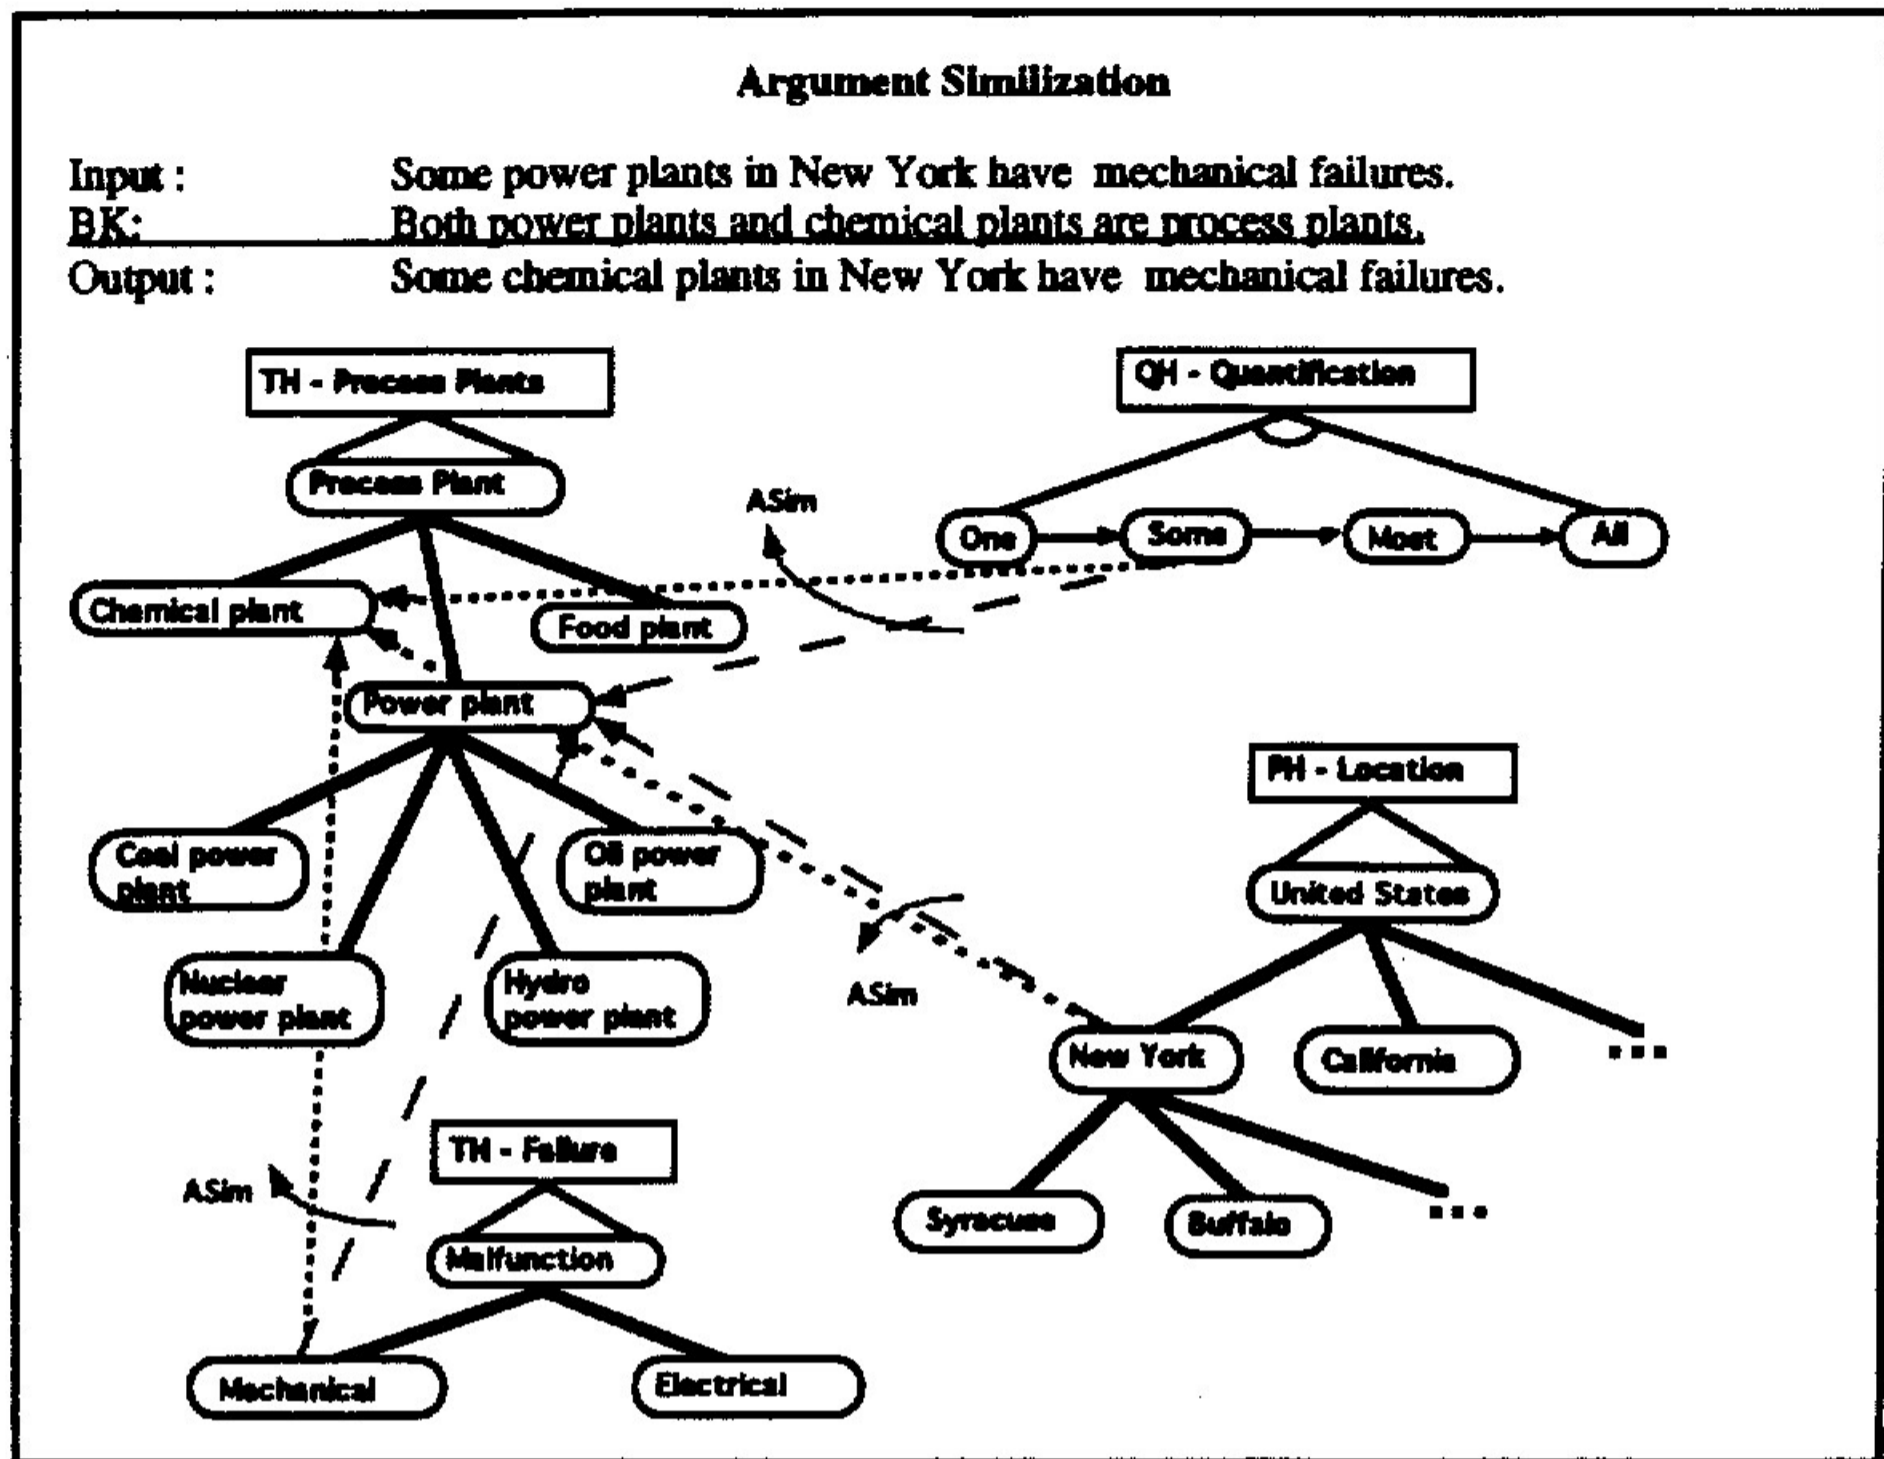 Argument Similization
Input : Some power plants in New York have mechanical failures.
BK: Both power plants and chemical plants are process plants.
Output : Some chemical plants in New York have mechanical failures.
TH - Process Plants
QH - Quantification
Process Plant
ASim
One
Some
Most
All
Chemical plant
Food plant
Power plant
PH - Location
Coal power
plant
Oil power
plant
United States
Nuclear
power plant
Hydro
power plant
ASim
New York
California
...
TH - Failure
ASim
Syracuse
Buffalo
...
Malfunction
Mechanical
Electrical